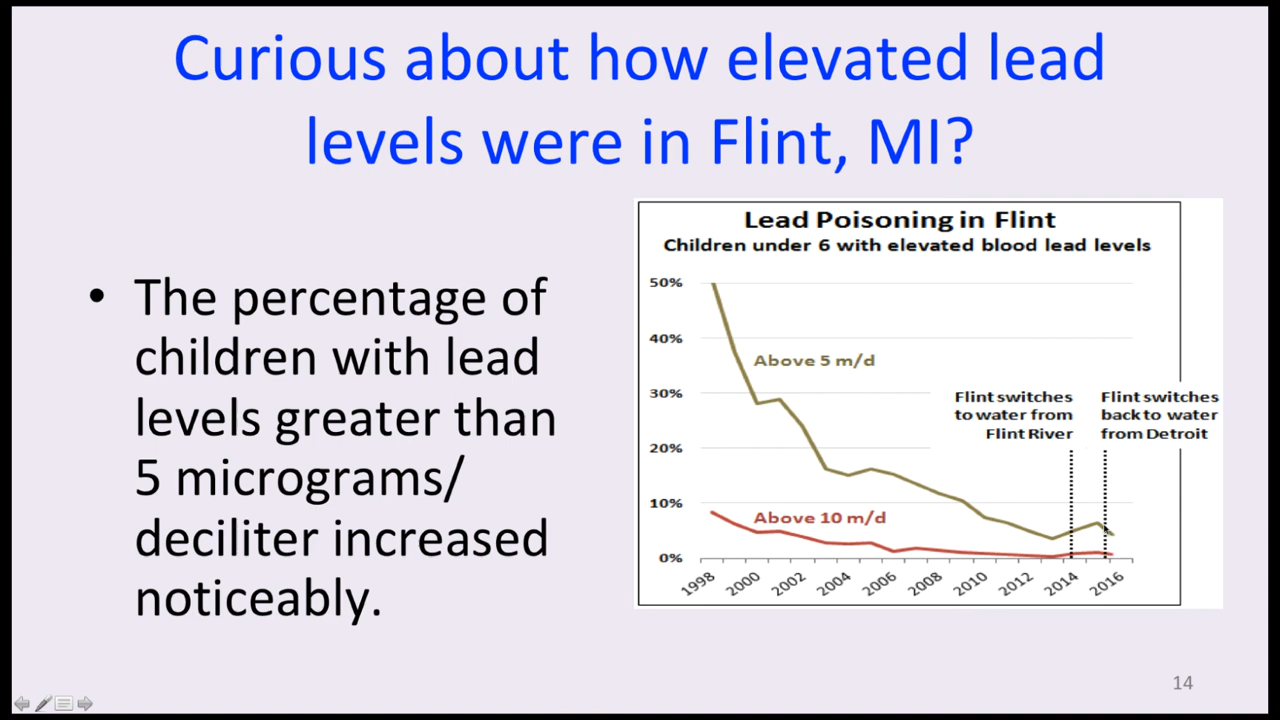 Curious about how elevated lead
levels were in Flint, MI?
• The percentage of
children with lead
levels greater than
5 micrograms/
deciliter increased
noticeably.
Lead Poisoning in Flint
Children under 6 with elevated blood lead levels
50%
40%
30%
20%
10%
0%
Above 5 m/d
Above 10 m/d
Flint switches
to water from
Flint River
Flint switches
back to water
from Detroit
1998
2000
2002
2004
2006
2008
2010
2012
2014
2016
14